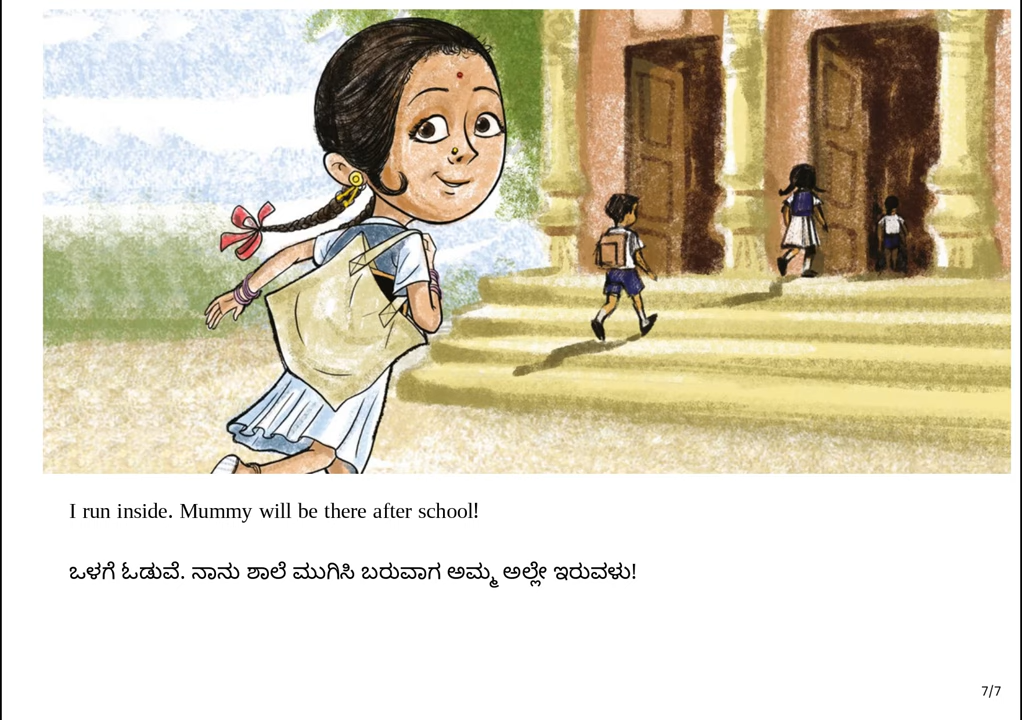 I run inside. Mummy will be there after school!
ಒಳಗೆ ಓಡುವೆ. ನಾನು ಶಾಲೆ ಮುಗಿಸಿ ಬರುವಾಗ ಅಮ್ಮ ಅಲ್ಲೇ ಇರುವಳು!
7/7